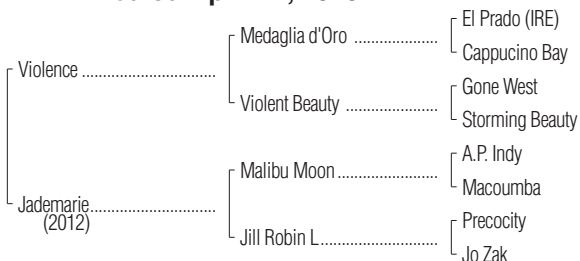 El Prado (IRE)
Medaglia d'Oro
Cappucino Bay
Violence
Gone West
Violent Beauty
Storming Beauty
A.P. Indy
Malibu Moon
Macoumba
Jademarie
(2012)
Precocity
Jill Robin L
Jo Zak